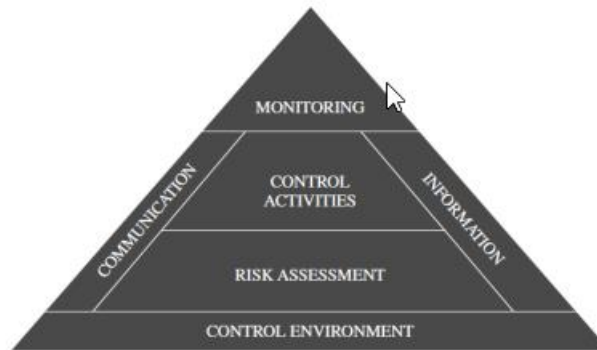 MONITORING
COMMUNICATION
CONTROL
ACTIVITIES
INFORMATION
RISK ASSESSMENT
CONTROL ENVIRONMENT